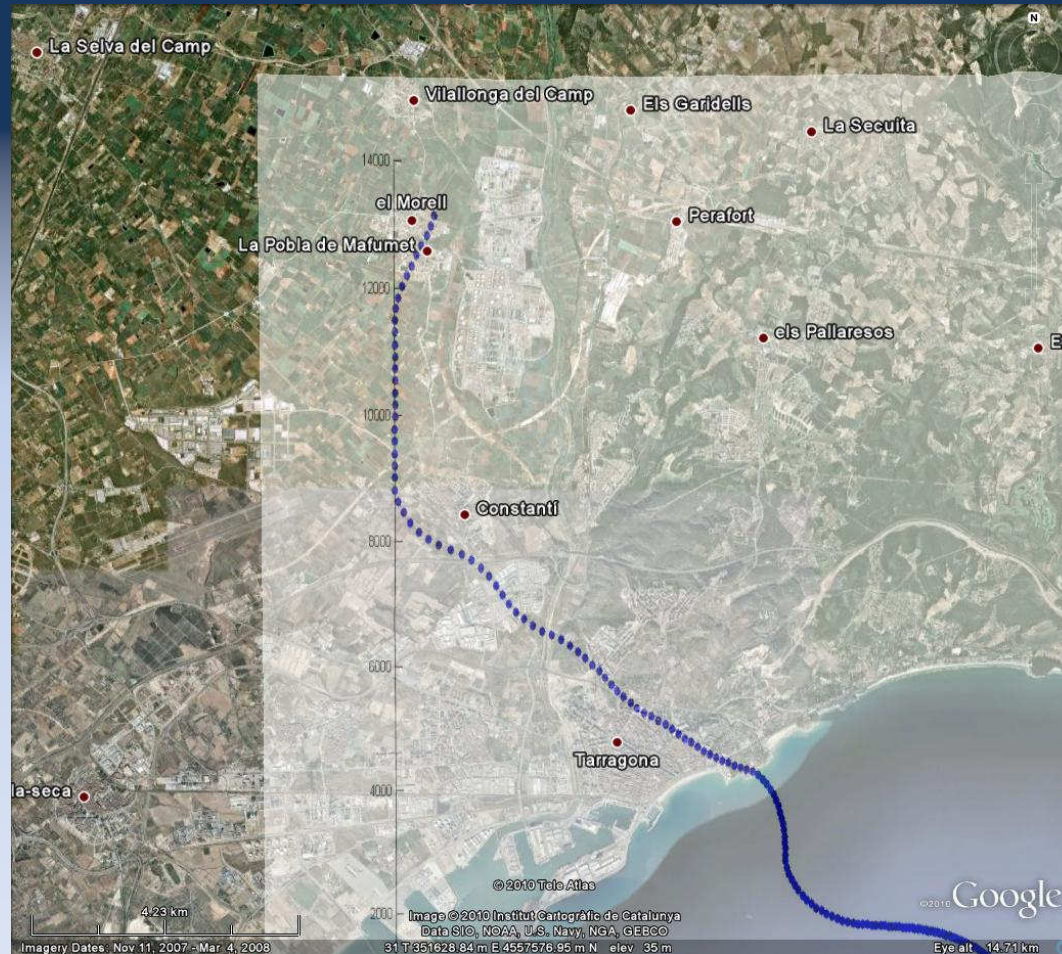 N
La Selva del Camp
Vilallonga del Camp
Els Garidells
La Secuita
14000
el Morell
Perafort
La Pobla de Mafumet
12000
els Pallaresos
E
10000
Constantí
8000
6000
Tarragona
la-seca
4000
© 2010 Tele Atlas
©2010 Google
4.23 km
2000
Image © 2010 Institut Cartogràfic de Catalunya
Data SIO, NOAA, U.S. Navy, NGA, GEBCO
Imagery Dates: Nov 11, 2007 - Mar 4, 2008
31 T 351628.84 m E 4557576.95 m N elev 35 m
Eye alt 14.71 km